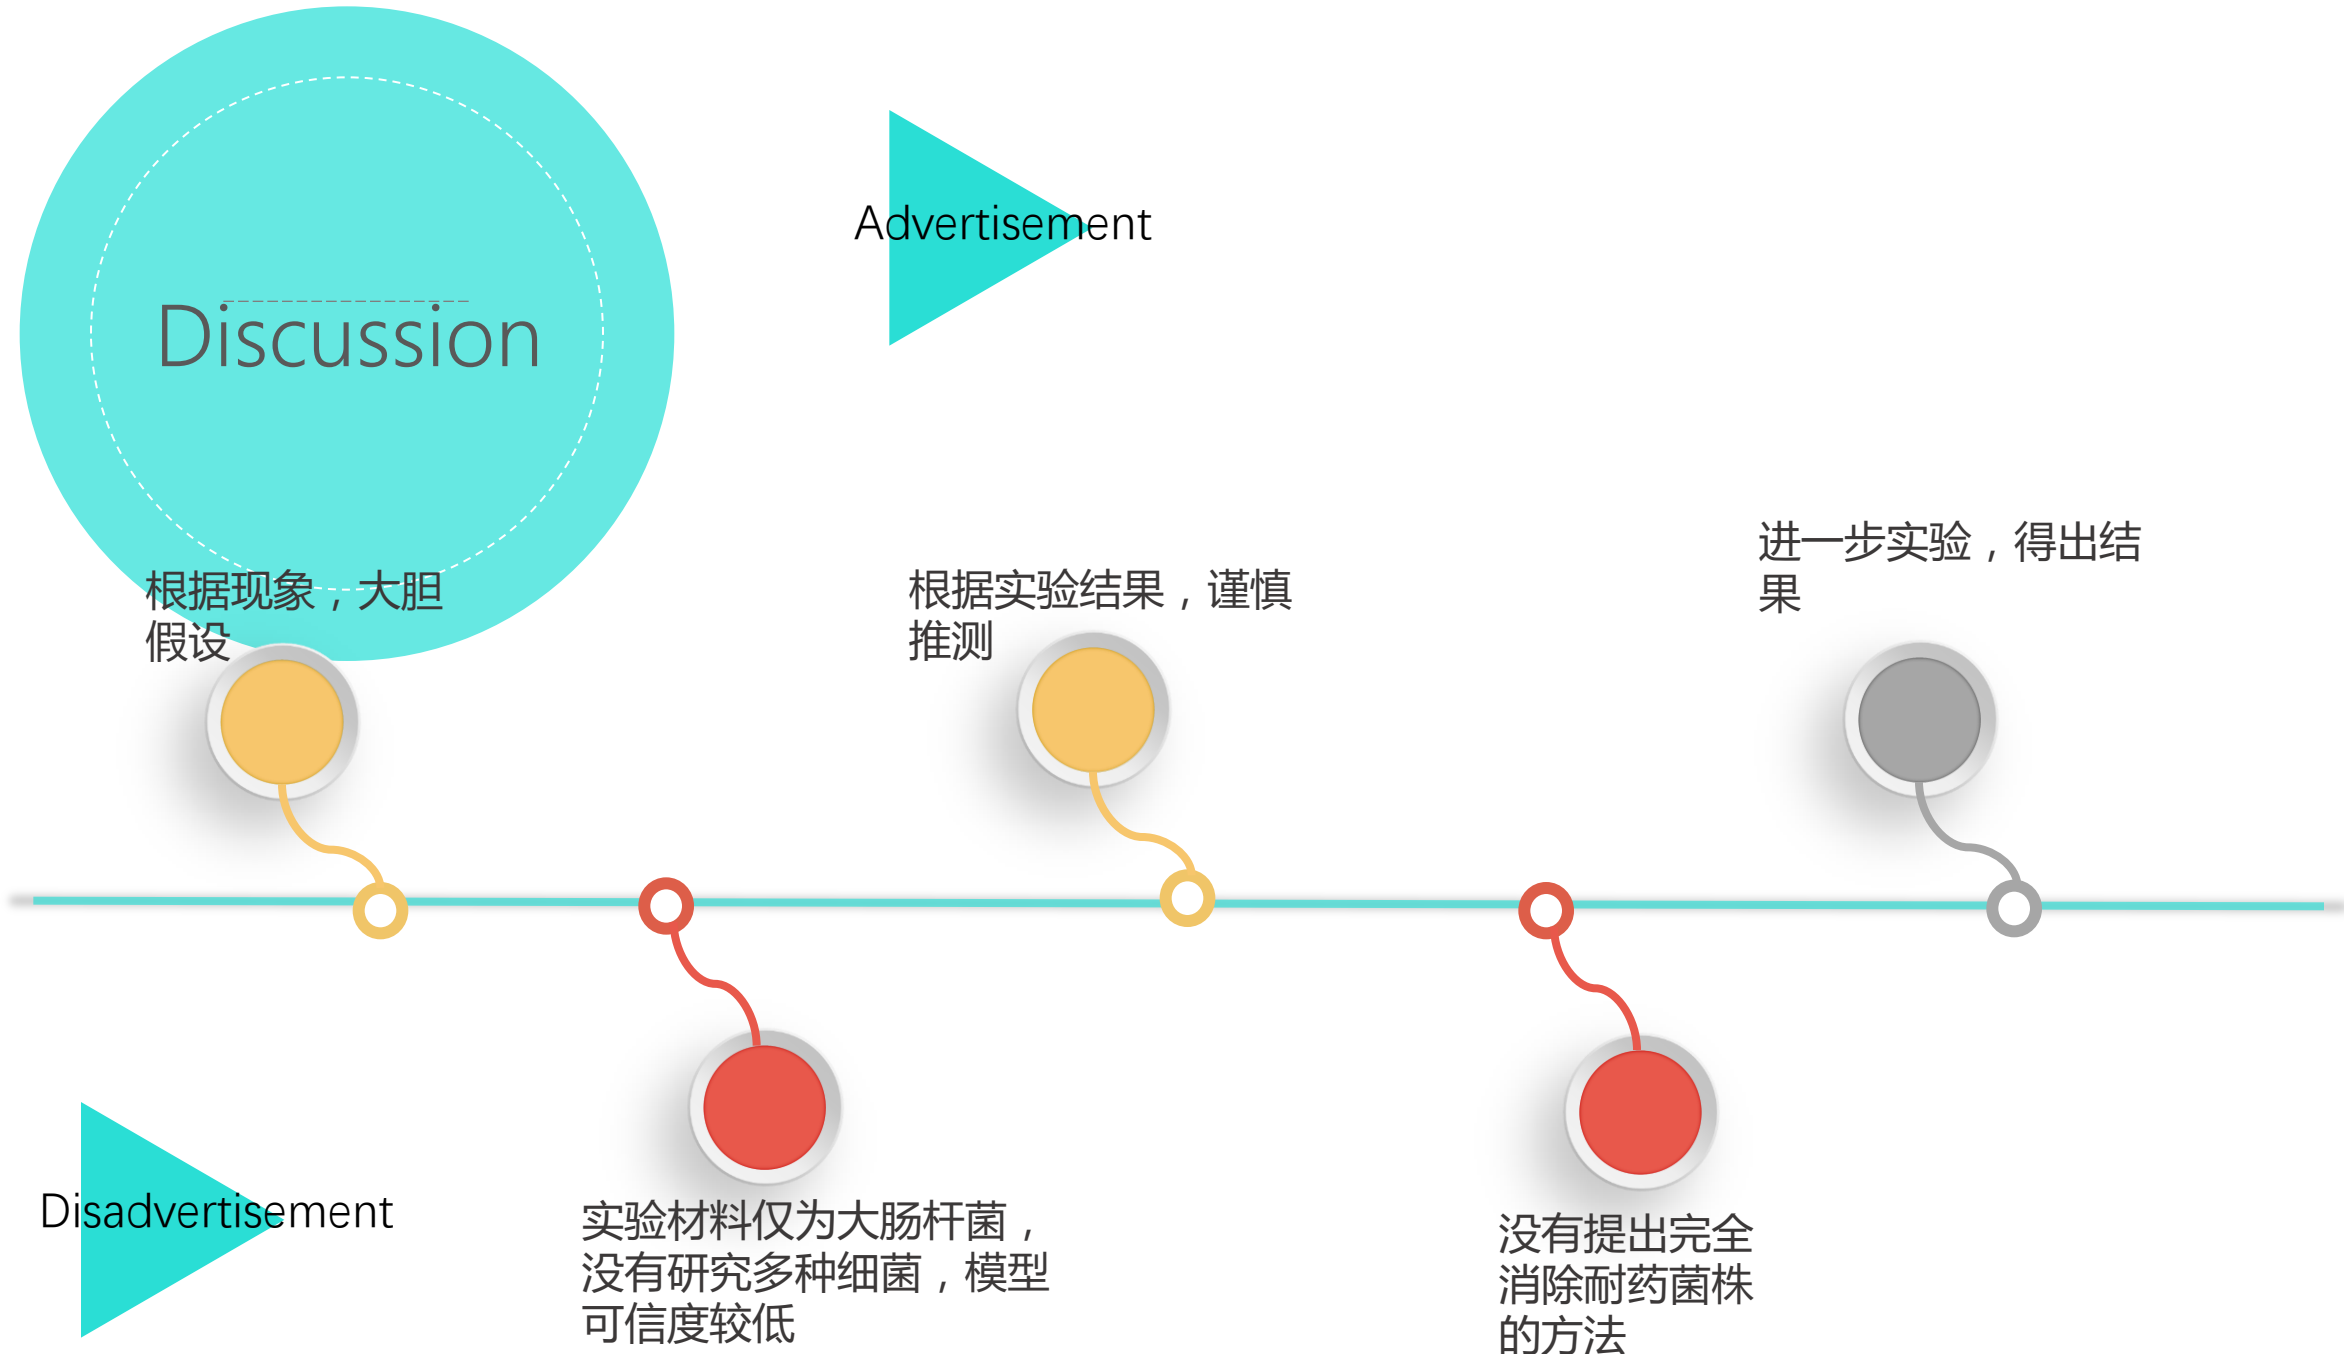 Discussion
Advertisement
根据现象，大胆
假设
根据实验结果，谨慎
推测
进一步实验，得出结
果
Disadvertisement
实验材料仅为大肠杆菌，
没有研究多种细菌，模型
可信度较低
没有提出完全
消除耐药菌株
的方法